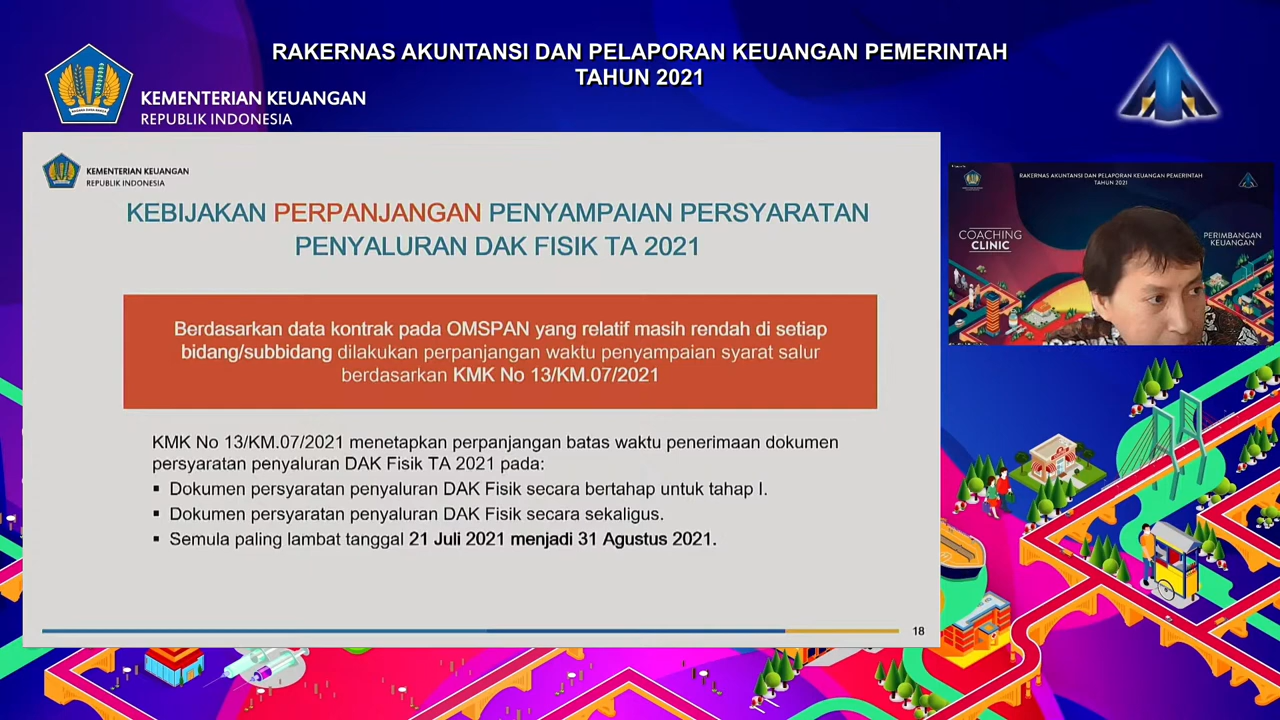 RAKERNAS AKUNTANSI DAN PELAPORAN KEUANGAN PEMERINTAH
TAHUN 2021
KEMENTERIAN KEUANGAN
REPUBLIK INDONESIA
KEMENTERIAN KEUANGAN
REPUBLIK INDONESIA
KEBIJAKAN PERPANJANGAN PENYAMPAIAN PERSYARATAN
PENYALURAN DAK FISIK TA 2021
Berdasarkan data kontrak pada OMSPAN yang relatif masih rendah di setiap
bidang/subbidang dilakukan perpanjangan waktu penyampaian syarat salur
berdasarkan KMK No 13/KM.07/2021
KMK No 13/KM.07/2021 menetapkan perpanjangan batas waktu penerimaan dokumen
persyaratan penyaluran DAK Fisik TA 2021 pada:
▪ Dokumen persyaratan penyaluran DAK Fisik secara bertahap untuk tahap I.
▪ Dokumen persyaratan penyaluran DAK Fisik secara sekaligus.
▪ Semula paling lambat tanggal 21 Juli 2021 menjadi 31 Agustus 2021.
18
RAKERNAS AKUNTANSI DAN PELAPORAN KEUANGAN PEMERINTAH
TAHUN 2021
COACHING
CLINIC
PERIMBANGAN
KEUANGAN